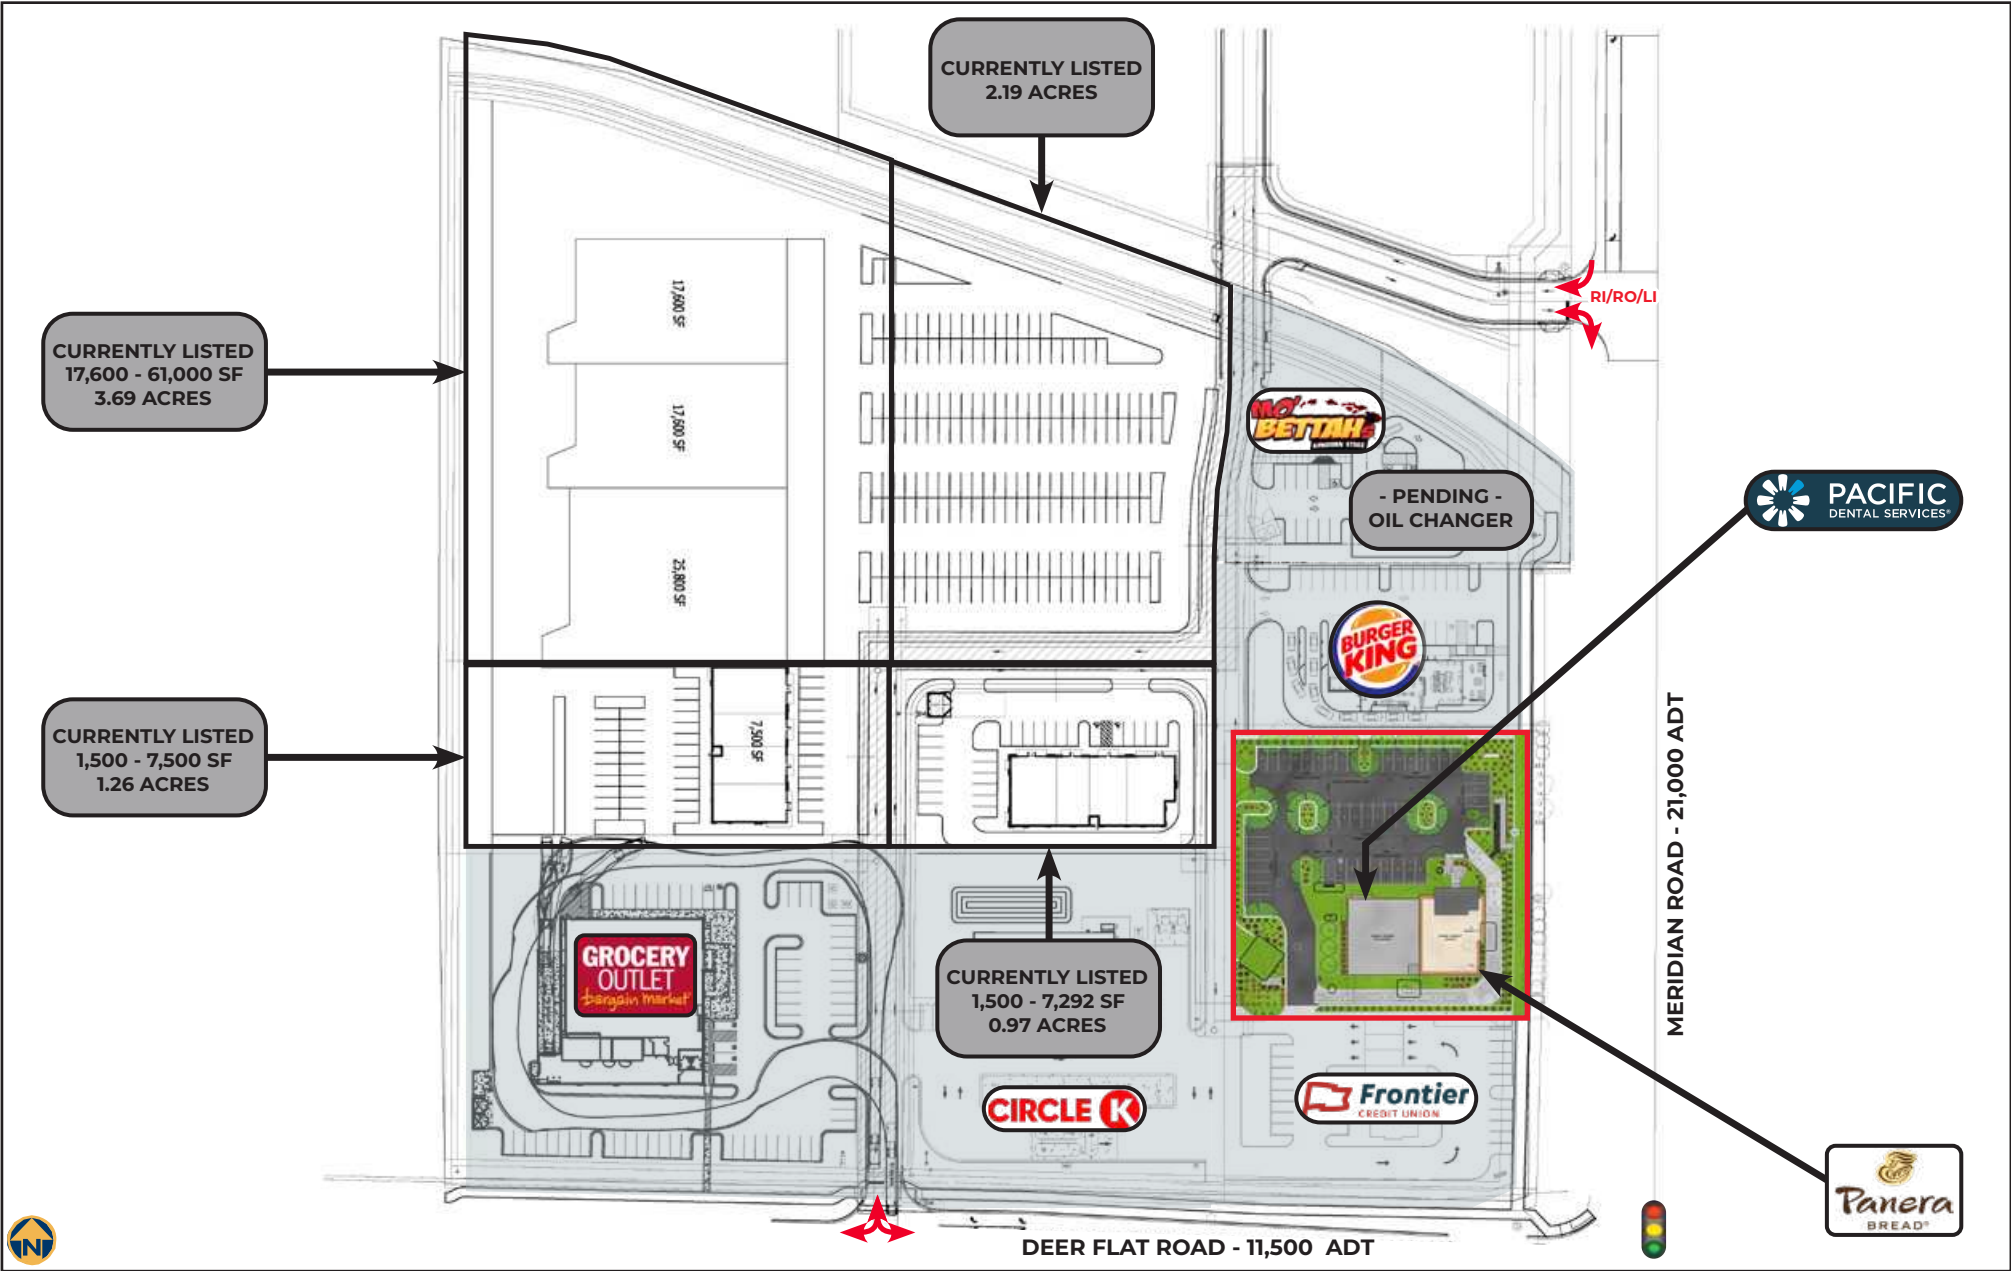 CURRENTLY LISTED
2.19 ACRES
RI/RO/LI
17,600 SF
CURRENTLY LISTED
17,600 - 61,000 SF
3.69 ACRES
17,600 SF
MO'
BETTAHS
- PENDING -
OIL CHANGER
PACIFIC
DENTAL SERVICES®
25,800 SF
BURGER
KING
CURRENTLY LISTED
1,500 - 7,500 SF
1.26 ACRES
7,500 SF
MERIDIAN ROAD - 21,000 ADT
GROCERY
OUTLET
bargain market
CURRENTLY LISTED
1,500 - 7,292 SF
0.97 ACRES
CIRCLE K
Frontier
CREDIT UNION
Panera
BREAD®
N
DEER FLAT ROAD - 11,500 ADT